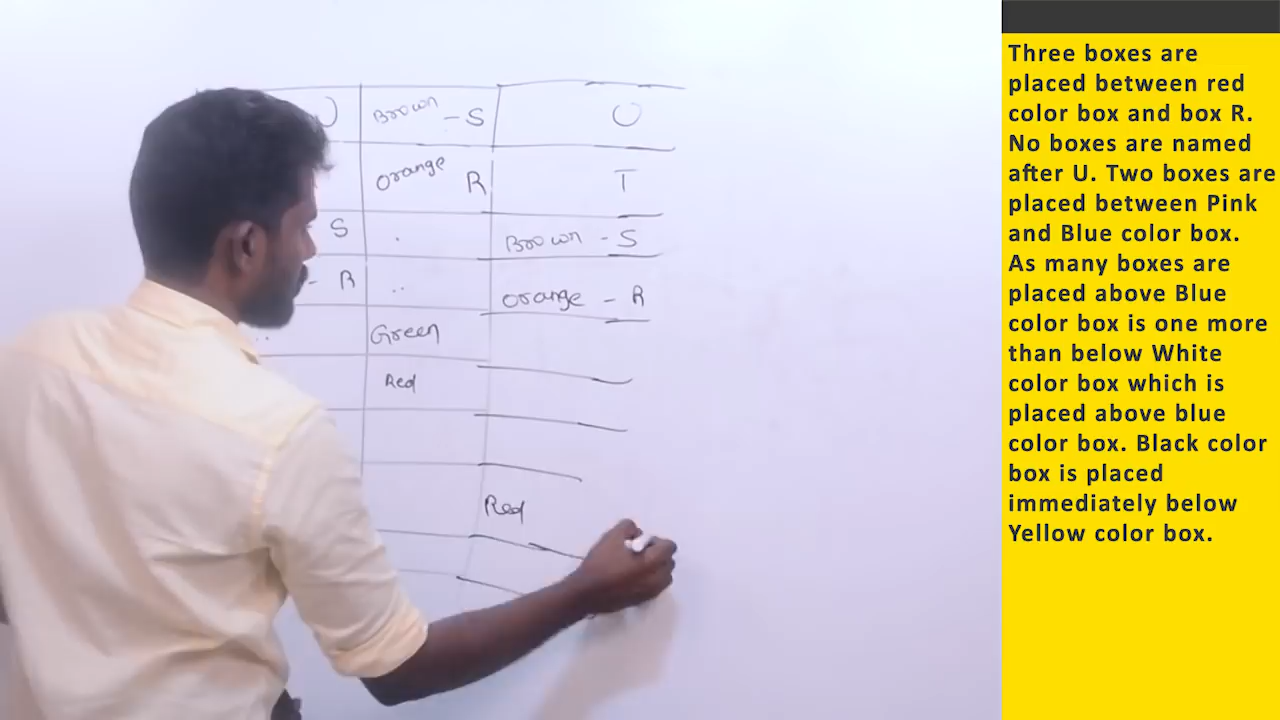 U
Brown - S
U
Orange R
T
S
.
Brown - S
- R
..
Orange - R
..
Green
Red
Red
Three boxes are
placed between red
color box and box R.
No boxes are named
after U. Two boxes are
placed between Pink
and Blue color box.
As many boxes are
placed above Blue
color box is one more
than below White
color box which is
placed above blue
color box. Black color
box is placed
immediately below
Yellow color box.